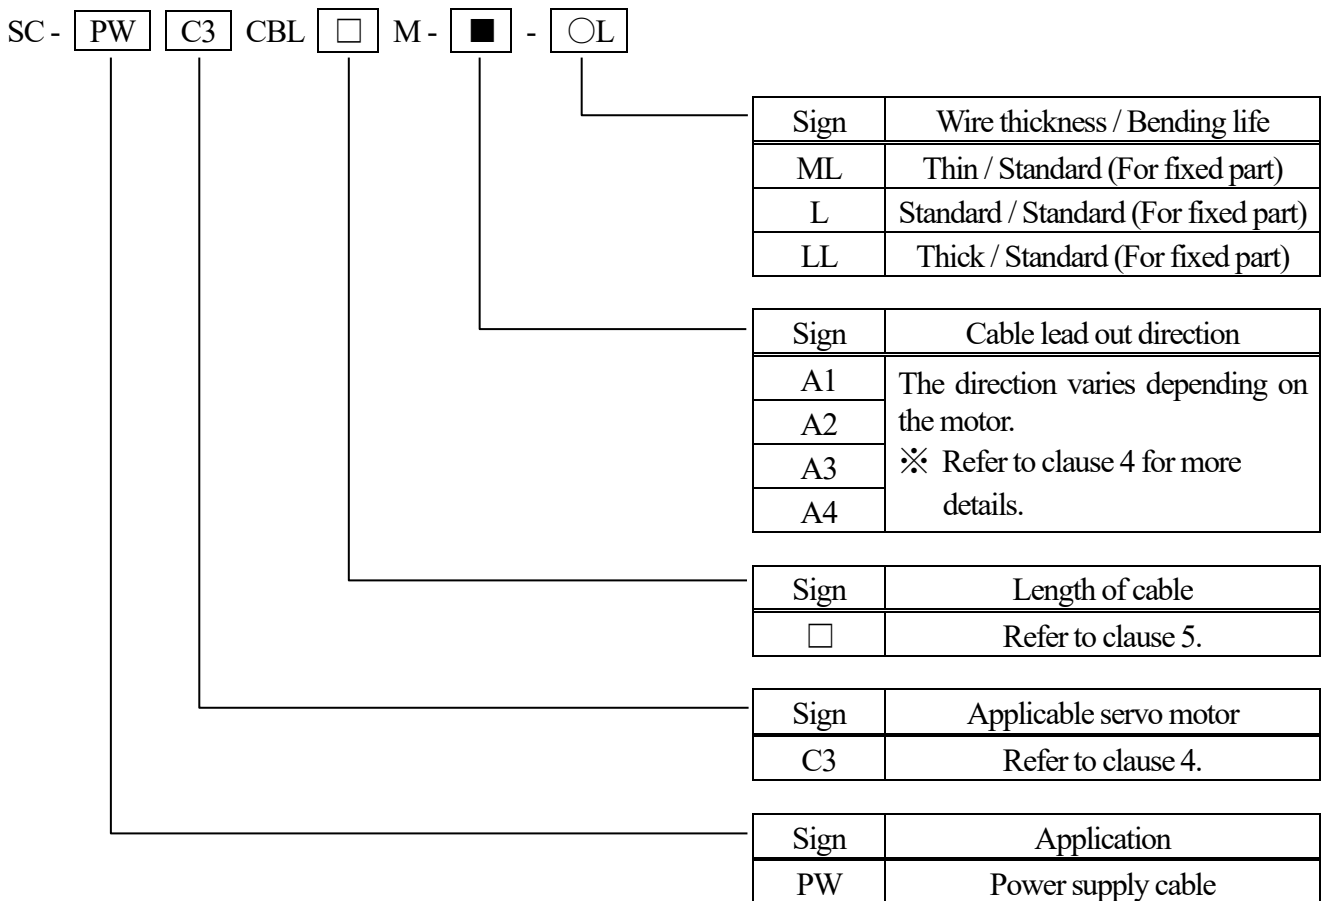 SC - PW C3 CBL □ M - ■ - ○L
Sign Wire thickness / Bending life
ML Thin / Standard (For fixed part)
L Standard / Standard (For fixed part)
LL Thick / Standard (For fixed part)
Sign Cable lead out direction
A1 The direction varies depending on
A2 the motor.
A3 ※ Refer to clause 4 for more
A4 details.
Sign Length of cable
□ Refer to clause 5.
Sign Applicable servo motor
C3 Refer to clause 4.
Sign Application
PW Power supply cable